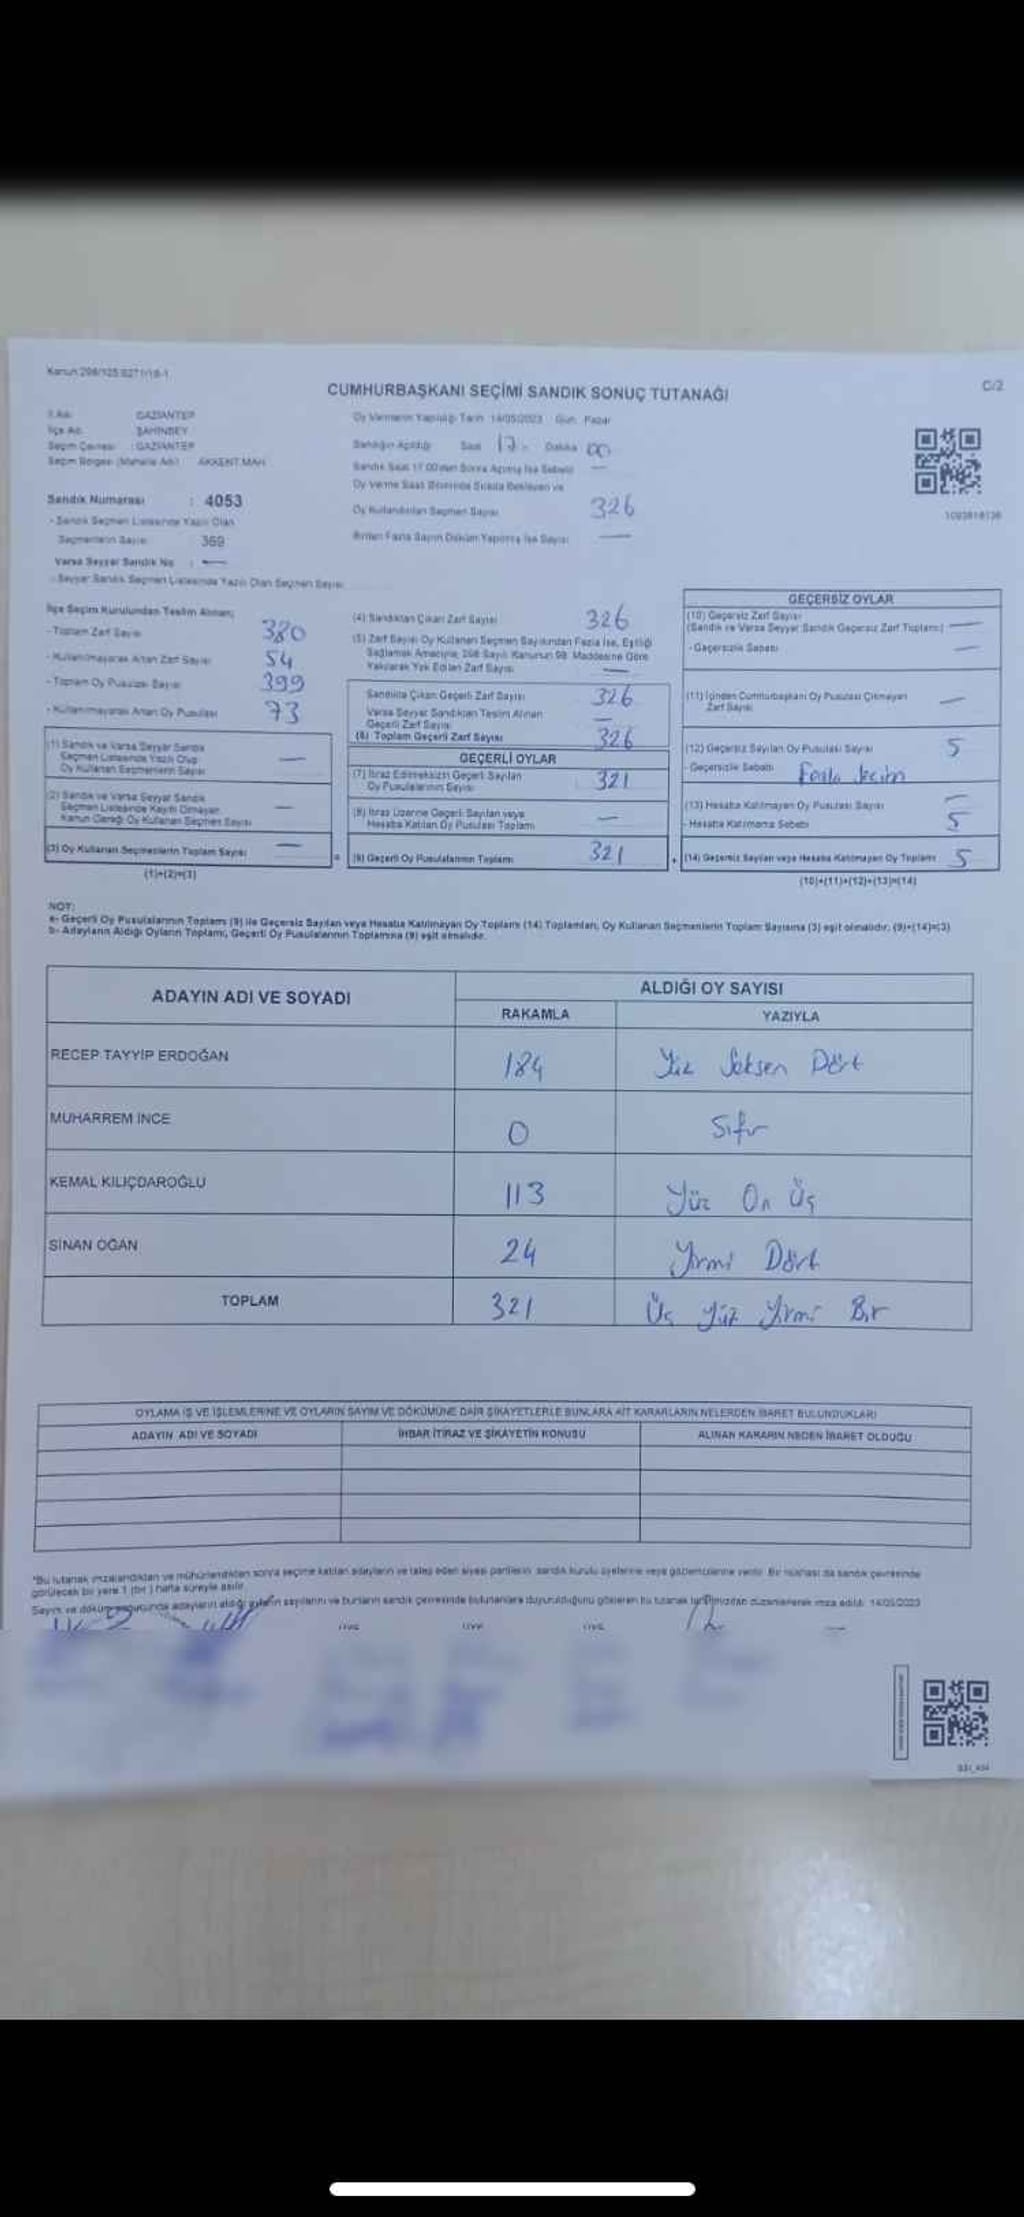 Kanun 298/105 8271/18-1
C/2
CUMHURBAŞKANI SEÇİMİ SANDIK SONUÇ TUTANAĞI
İl Adı GAZİANTEP
İlçe Adı ŞAHİNBEY
Seçim Çevresi : GAZİANTEP
Seçim Bölgesi (Mahalle Adı) AKKENT MAH.
Oy Vermenin Yapıldığı Tarih 14/05/2023 Gün Pazar
Sandığın Açıldığı Saat 17 - Dakika 00
Sandık Saat 17.00'den Sonra Açılmış İse Sebebi —
Oy Verme Saati Bitiminde Sırada Bekleyen ve
Oy Kullandırılan Seçmen Sayısı 326
Birden Fazla Sayım Döküm Yapılmış İse Sayısı —
Sandık Numarası : 4053
- Sandık Seçmen Listesinde Yazılı Olan
Seçmenlerin Sayısı 369
Varsa Seyyar Sandık No : —
- Seyyar Sandık Seçmen Listesinde Yazılı Olan Seçmen Sayısı
İlçe Seçim Kurulundan Teslim Alınan;
- Toplam Zarf Sayısı 380
- Kullanılmayarak Artan Zarf Sayısı 54
- Toplam Oy Pusulası Sayısı 399
- Kullanılmayarak Artan Oy Pusulası 73
(1) Sandık ve Varsa Seyyar Sandık
Seçmen Listesinde Yazılı Olup
Oy Kullanan Seçmenlerin Sayısı —
(2) Sandık ve Varsa Seyyar Sandık
Seçmen Listesinde Kayıtlı Olmayan
Kanun Gereği Oy Kullanan Seçmen Sayısı —
(3) Oy Kullanan Seçmenlerin Toplam Sayısı —
(1)+(2)=(3)
(4) Sandıktan Çıkan Zarf Sayısı 326
(5) Zarf Sayısı Oy Kullanan Seçmen Sayısından Fazla İse, Eşitliği
Sağlamak Amacıyla, 298 Sayılı Kanunun 98. Maddesine Göre
Yakılarak Yok Edilen Zarf Sayısı —
Sandıkta Çıkan Geçerli Zarf Sayısı 326
Varsa Seyyar Sandıktan Teslim Alınan
Geçerli Zarf Sayısı —
(6) Toplam Geçerli Zarf Sayısı 326
GEÇERLİ OYLAR
(7) İtiraz Edilmeksizin Geçerli Sayılan
Oy Pusulalarının Sayısı 321
(8) İtiraz Üzerine Geçerli Sayılan veya
Hesaba Katılan Oy Pusulası Toplamı —
(9) Geçerli Oy Pusulalarının Toplamı 321
GEÇERSİZ OYLAR
(10) Geçersiz Zarf Sayısı
(Sandık ve Varsa Seyyar Sandık Geçersiz Zarf Toplamı) —
- Geçersizlik Sebebi —
(11) İçinden Cumhurbaşkanı Oy Pusulası Çıkmayan
Zarf Sayısı —
(12) Geçersiz Sayılan Oy Pusulası Sayısı 5
- Geçersizlik Sebebi Fazla seçim
(13) Hesaba Katılmayan Oy Pusulası Sayısı —
- Hesaba Katılmama Sebebi 5
(14) Geçersiz Sayılan veya Hesaba Katılmayan Oy Toplamı 5
(10)+(11)+(12)+(13)=(14)
NOT:
a- Geçerli Oy Pusulalarının Toplamı (9) ile Geçersiz Sayılan veya Hesaba Katılmayan Oy Toplamı (14) Toplamları, Oy Kullanan Seçmenlerin Toplam Sayısına (3) eşit olmalıdır. (9)+(14)=(3)
b- Adayların Aldığı Oyların Toplamı, Geçerli Oy Pusulalarının Toplamına (9) eşit olmalıdır.
ADAYIN ADI VE SOYADI
ALDIĞI OY SAYISI
RAKAMLA YAZIYLA
RECEP TAYYİP ERDOĞAN 184 Yüz Seksen Dört
MUHARREM İNCE 0 Sıfır
KEMAL KILIÇDAROĞLU 113 Yüz On Üç
SİNAN OĞAN 24 Yirmi Dört
TOPLAM 321 Üç Yüz Yirmi Bir
OYLAMA İŞ VE İŞLEMLERİNE VE OYLARIN SAYIM VE DÖKÜMÜNE DAİR ŞİKAYETLERLE BUNLARA AİT KARARLARIN NELERDEN İBARET BULUNDUKLARI
ADAYIN ADI VE SOYADI İHBAR İTİRAZ VE ŞİKAYETİN KONUSU ALINAN KARARIN NEDEN İBARET OLDUĞU
*Bu tutanak imzalandıktan ve mühürlendikten sonra seçime katılan adayların ve talep eden siyasi partilerin sandık kurulu üyelerine veya gözlemcilerine verilir. Bir nüshası da sandık çevresinde
görülecek bir yere 1 (bir) hafta süreyle asılır.
Sayım ve döküm sonucunda adayların aldığı oyların sayılarını ve bunların sandık çevresinde bulunanlara duyurulduğunu gösteren bu tutanak tarafımızdan düzenlenerek imza edildi. 14/05/2023